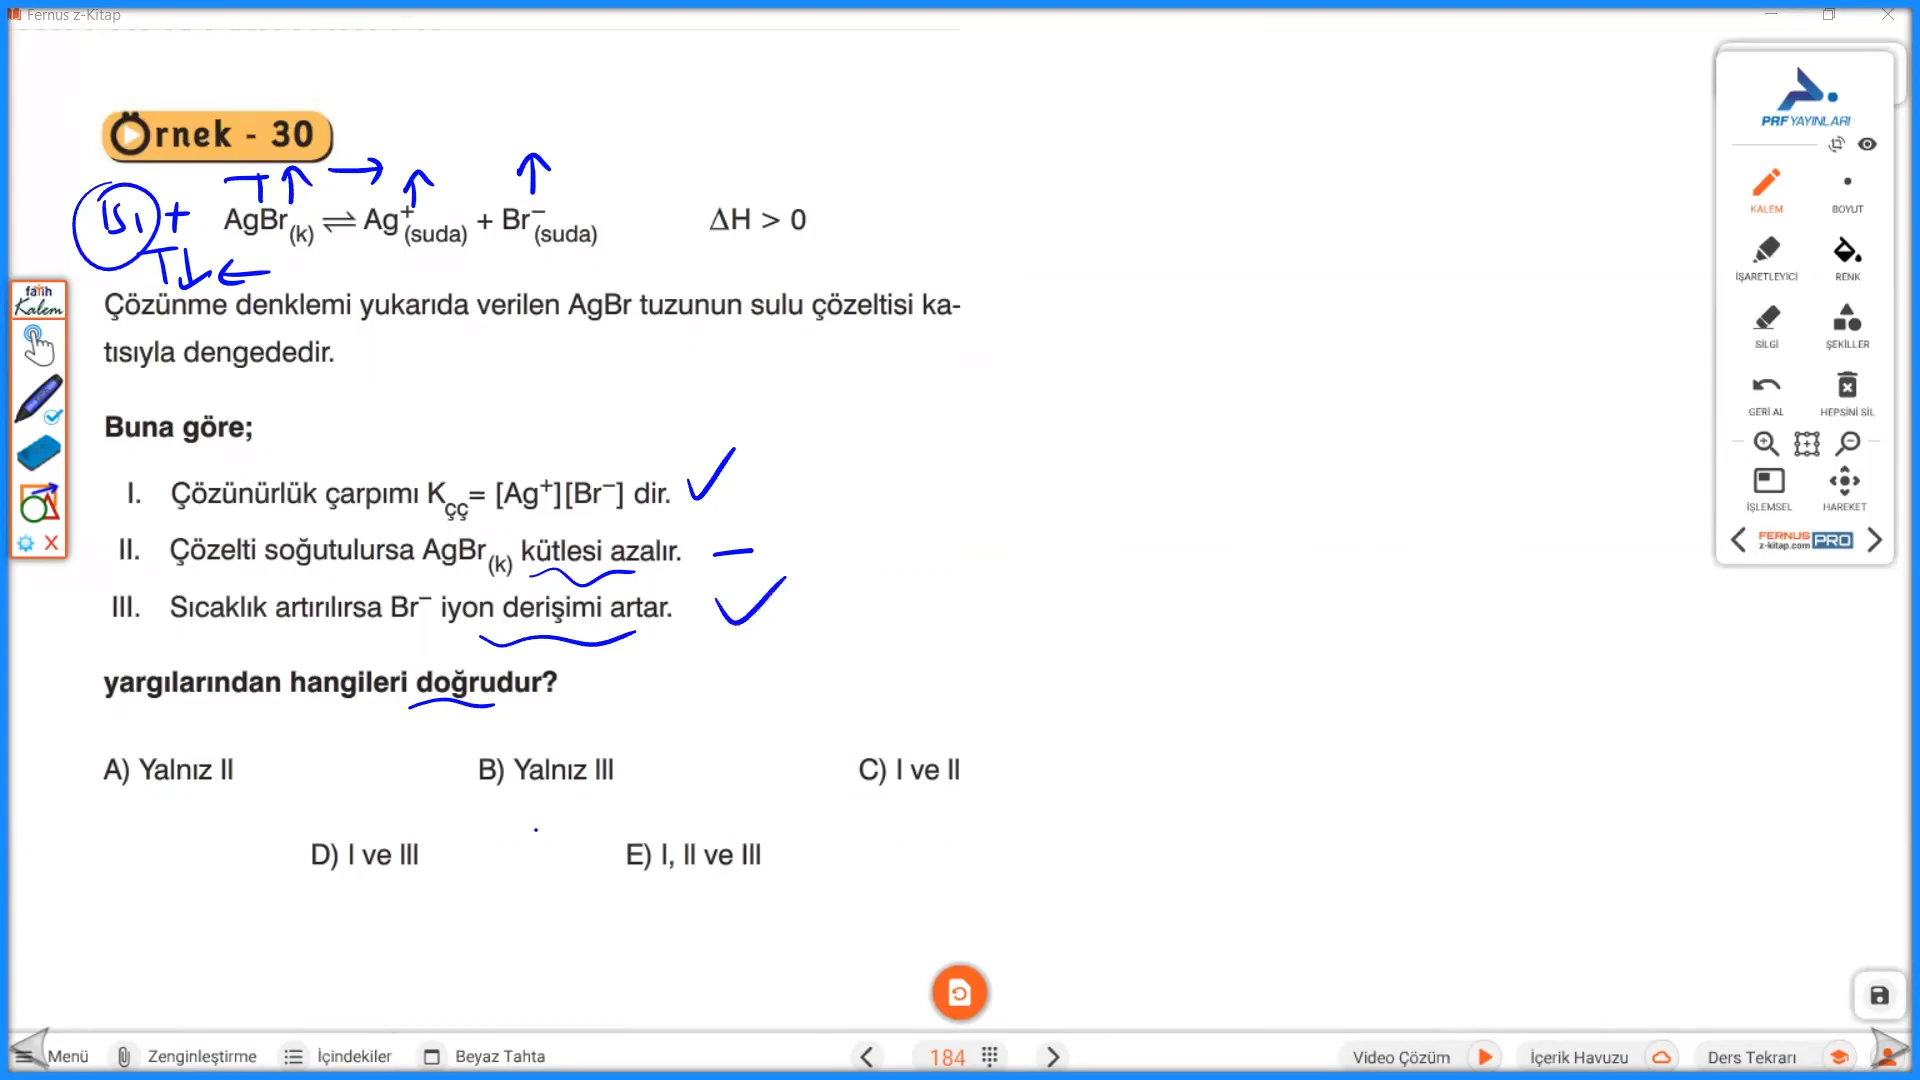 Fernus z-Kitap
Örnek - 30
T↑ → ↑ ↑
ISI + AgBr(k) ⇌ Ag⁺(suda) + Br⁻(suda) ΔH > 0
T↓ ←
Çözünme denklemi yukarıda verilen AgBr tuzunun sulu çözeltisi ka-
tısıyla dengededir.
Buna göre;
I. Çözünürlük çarpımı Kçç= [Ag⁺][Br⁻] dir. ✓
II. Çözelti soğutulursa AgBr(k) kütlesi azalır. –
III. Sıcaklık artırılırsa Br⁻ iyon derişimi artar. ✓
yargılarından hangileri doğrudur?
A) Yalnız II B) Yalnız III C) I ve II
D) I ve III E) I, II ve III
fatih
Kalem
PRF YAYINLARI
KALEM BOYUT
İŞARETLEYİCİ RENK
SİLGİ ŞEKİLLER
GERİ AL HEPSİNİ SİL
İŞLEMSEL HAREKET
FERNUS
z-kitap.com PRO
Menü Zenginleştirme İçindekiler Beyaz Tahta 184 Video Çözüm İçerik Havuzu Ders Tekrarı